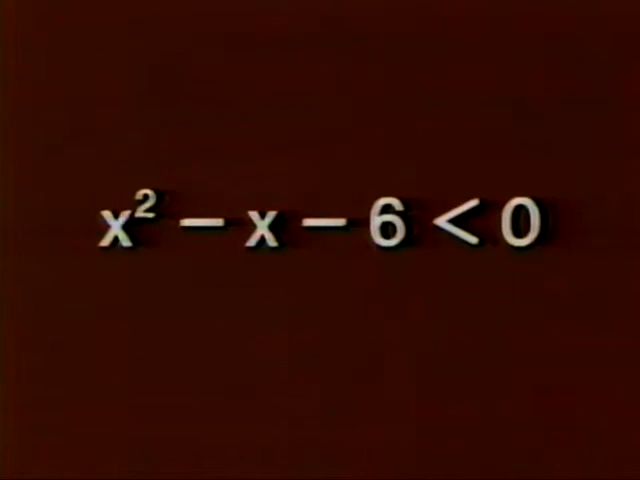 x² − x − 6 < 0